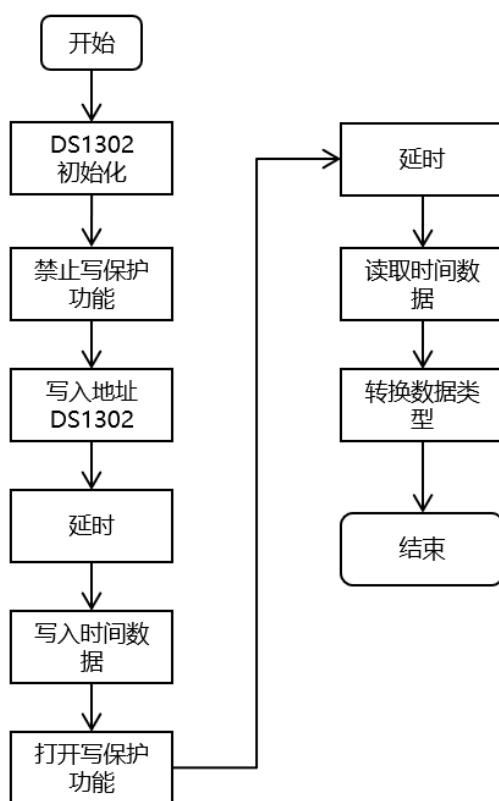 开始
DS1302
初始化
禁止写保护
功能
写入地址
DS1302
延时
写入时间数
据
打开写保护
功能
延时
读取时间数
据
转换数据类
型
结束